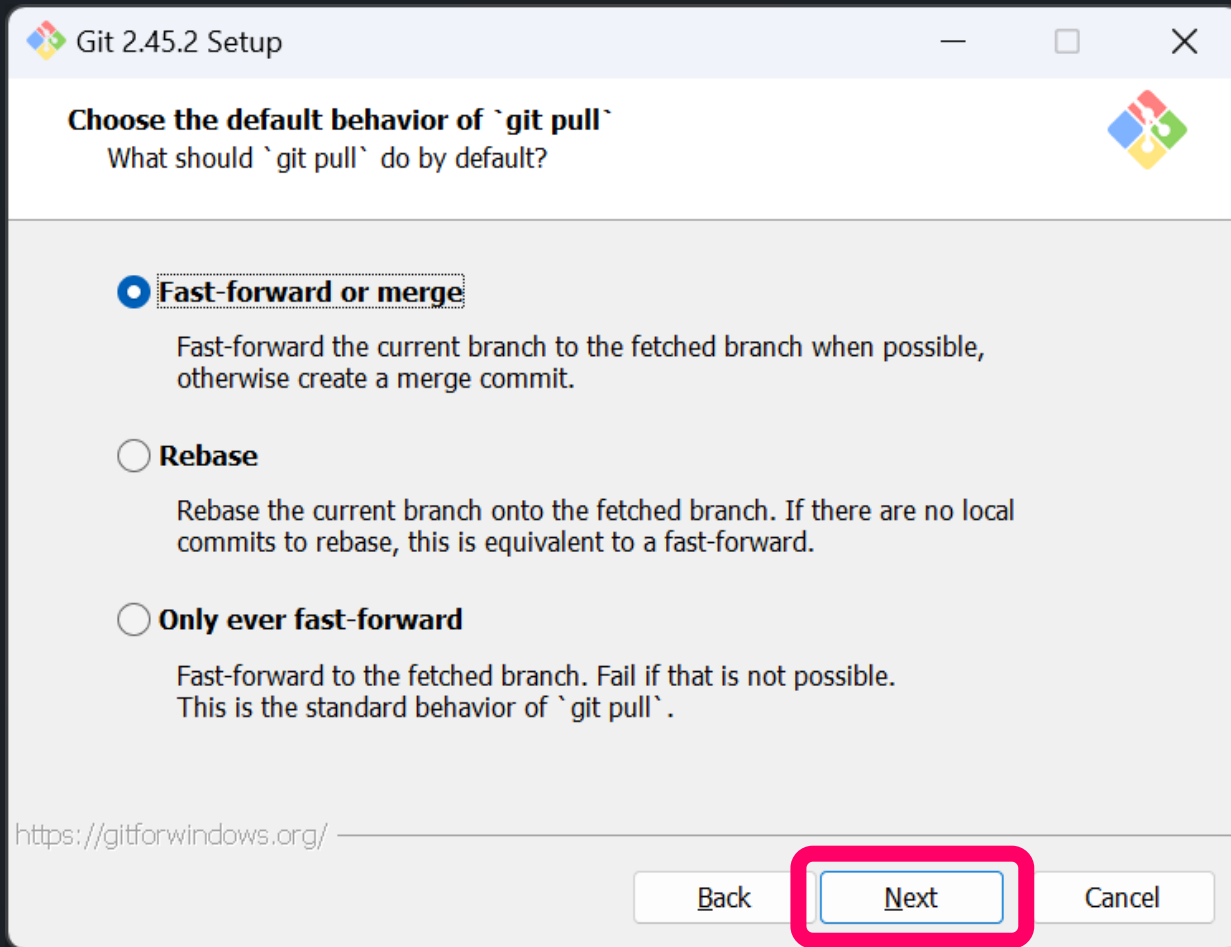 Git 2.45.2 Setup
Choose the default behavior of `git pull`
What should `git pull` do by default?
Fast-forward or merge
Fast-forward the current branch to the fetched branch when possible,
otherwise create a merge commit.
Rebase
Rebase the current branch onto the fetched branch. If there are no local
commits to rebase, this is equivalent to a fast-forward.
Only ever fast-forward
Fast-forward to the fetched branch. Fail if that is not possible.
This is the standard behavior of `git pull`.
https://gitforwindows.org/
Back Next Cancel